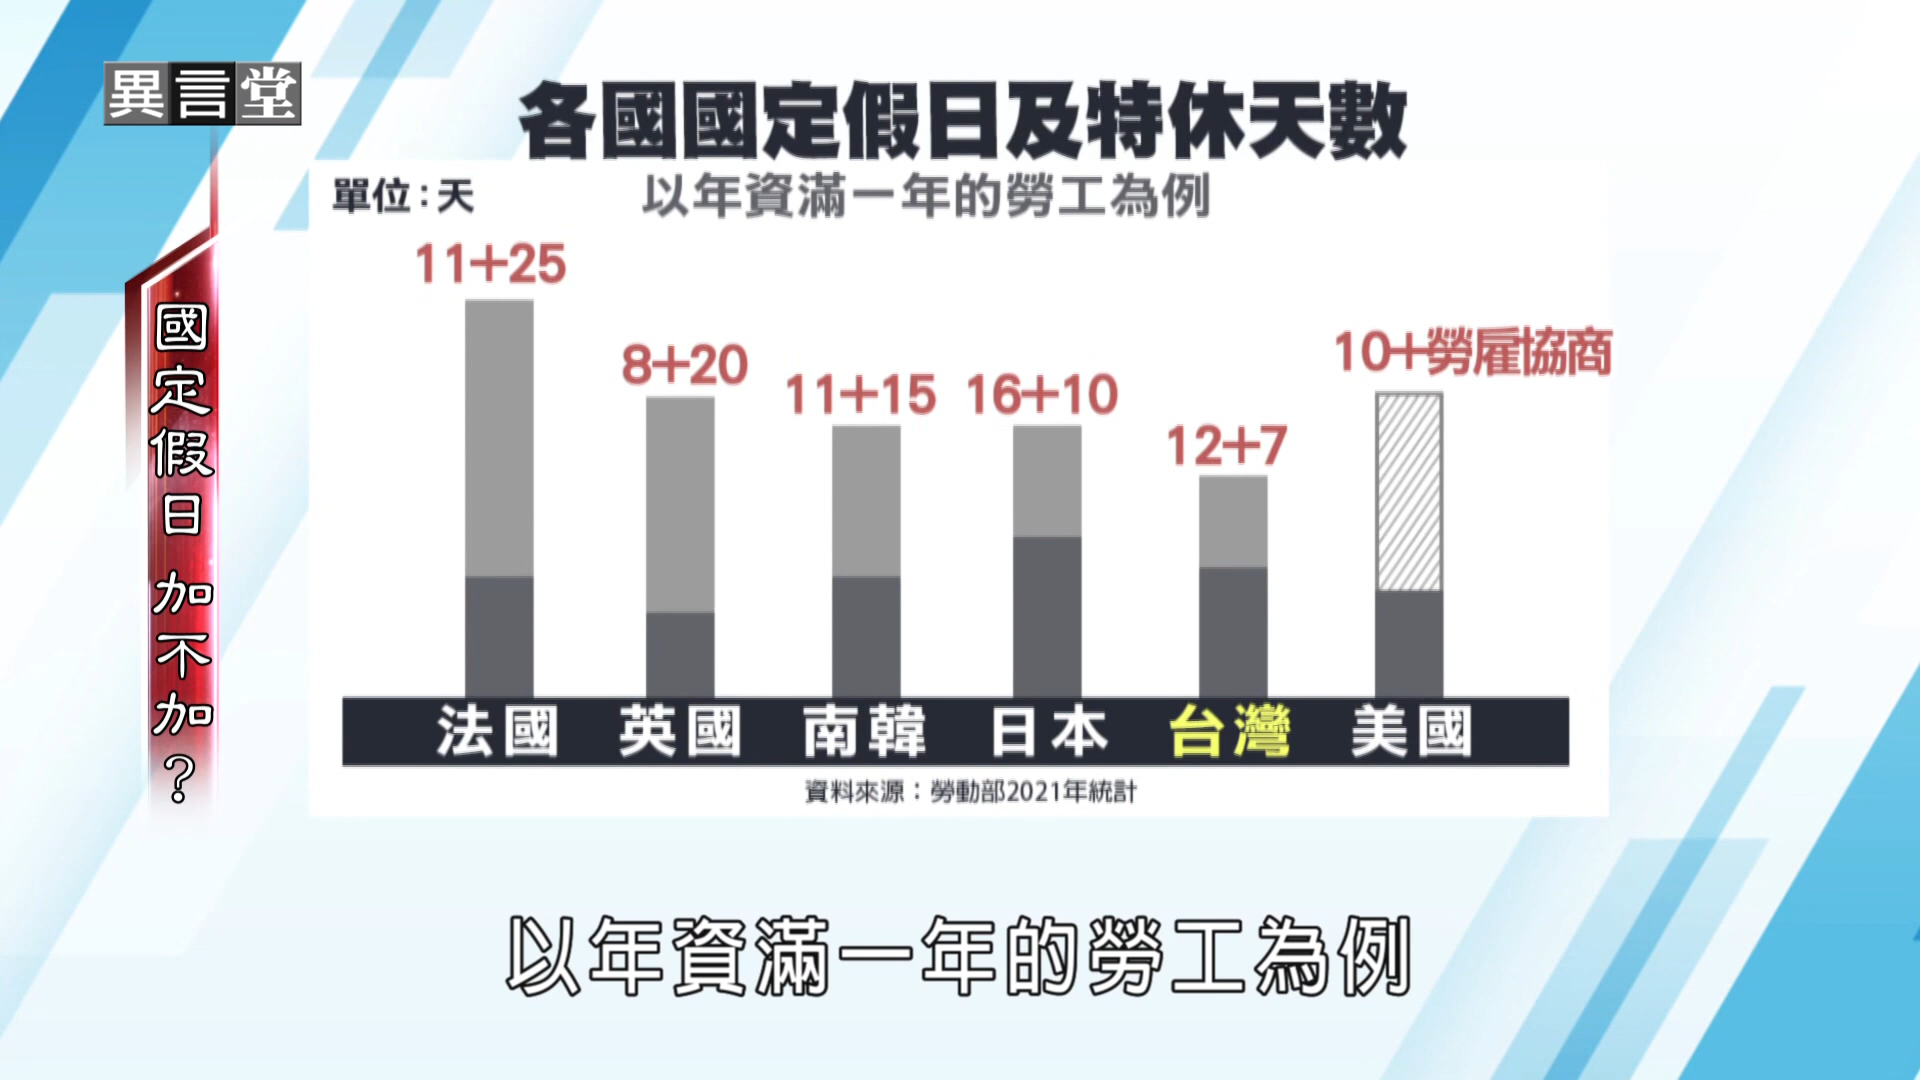 異言堂
各國國定假日及特休天數
單位:天
以年資滿一年的勞工為例
11+25
8+20
11+15
16+10
12+7
10+勞雇協商
法國
英國
南韓
日本
台灣
美國
資料來源：勞動部2021年統計
國定假日 加不加？
以年資滿一年的勞工為例